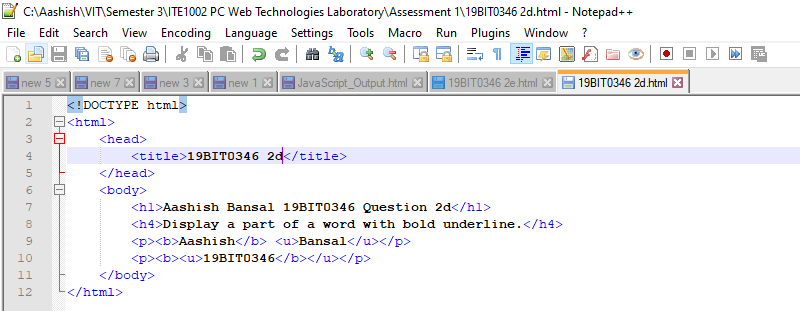 C:\Aashish\VIT\Semester 3\ITE1002 PC Web Technologies Laboratory\Assessment 1\19BIT0346 2d.html - Notepad++
File Edit Search View Encoding Language Settings Tools Macro Run Plugins Window ?
new 5 new 7 new 3 new 1 JavaScript_Output.html 19BIT0346 2e.html 19BIT0346 2d.html
1 <!DOCTYPE html>
2 <html>
3 <head>
4 <title>19BIT0346 2d</title>
5 </head>
6 <body>
7 <h1>Aashish Bansal 19BIT0346 Question 2d</h1>
8 <h4>Display a part of a word with bold underline.</h4>
9 <p><b>Aashish</b> <u>Bansal</u></p>
10 <p><b><u>19BIT0346</b></u></p>
11 </body>
12 </html>